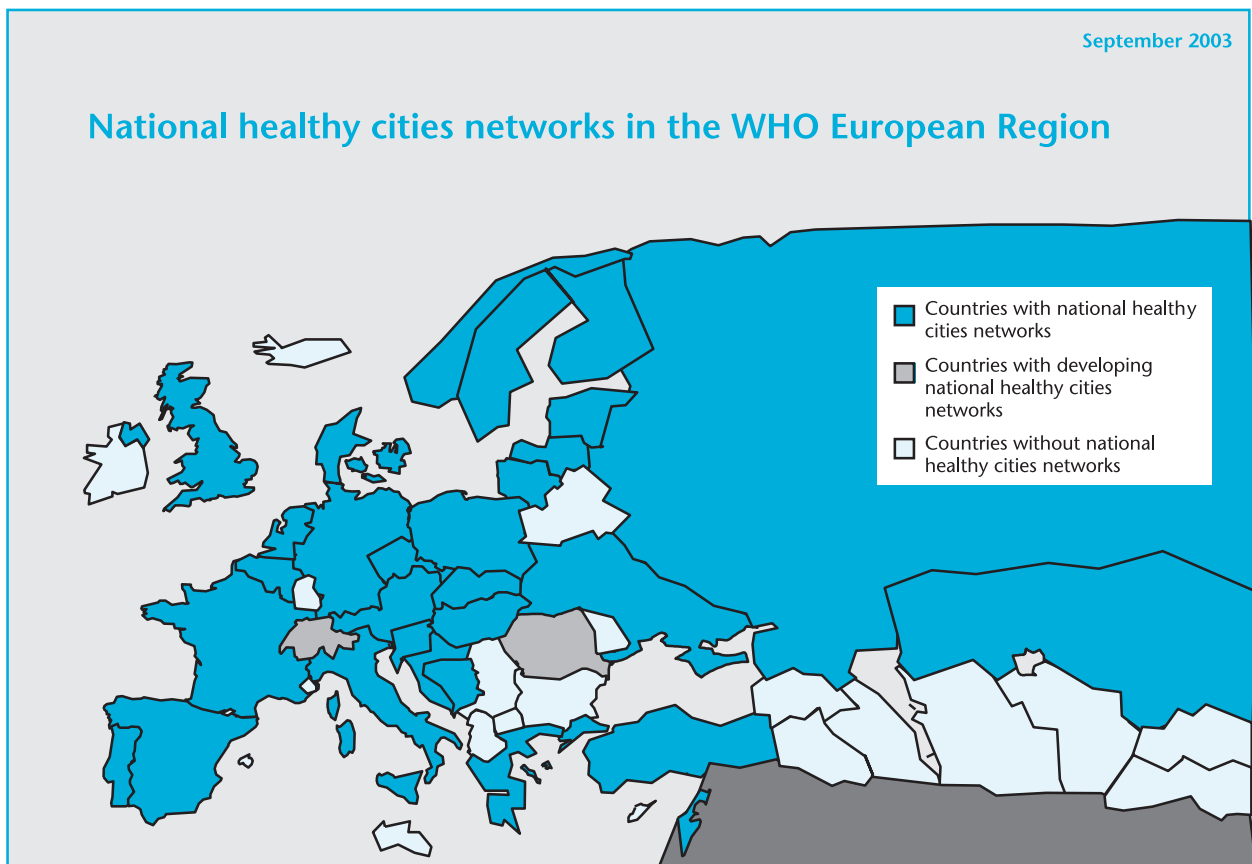 September 2003
National healthy cities networks in the WHO European Region
Countries with national healthy
cities networks
Countries with developing
national healthy cities
networks
Countries without national
healthy cities networks